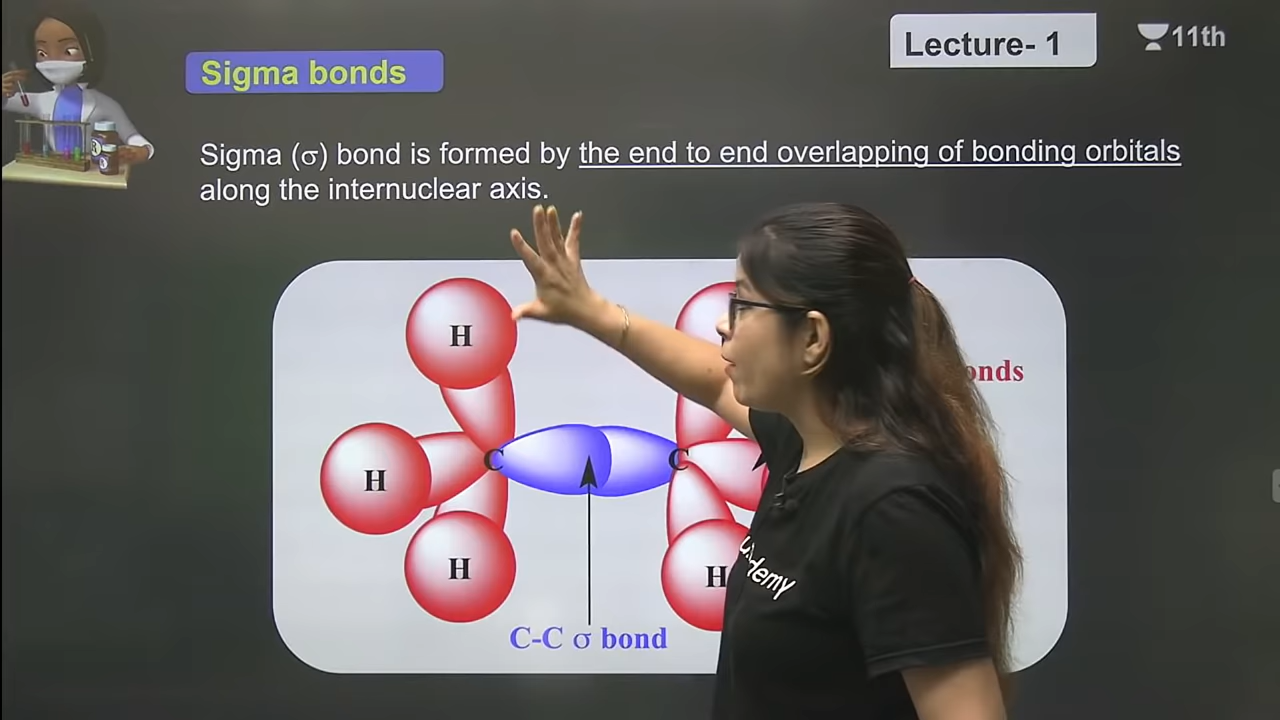 Lecture- 1
11th
Sigma bonds
Sigma (σ) bond is formed by the end to end overlapping of bonding orbitals
along the internuclear axis.
H
onds
C
C
H
H
H
C-C σ bond